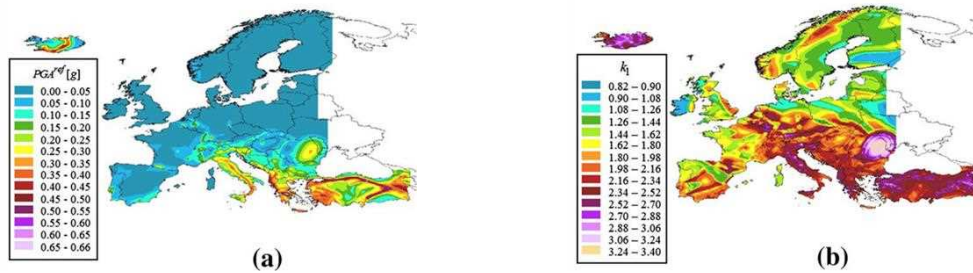 PGA^ref [g]
0.00 - 0.05
0.05 - 0.10
0.10 - 0.15
0.15 - 0.20
0.20 - 0.25
0.25 - 0.30
0.30 - 0.35
0.35 - 0.40
0.40 - 0.45
0.45 - 0.50
0.50 - 0.55
0.55 - 0.60
0.60 - 0.65
0.65 - 0.66
(a)
k₁
0.82 – 0.90
0.90 – 1.08
1.08 – 1.26
1.26 – 1.44
1.44 – 1.62
1.62 – 1.80
1.80 – 1.98
1.98 – 2.16
2.16 – 2.34
2.34 – 2.52
2.52 – 2.70
2.70 – 2.88
2.88 – 3.06
3.06 – 3.24
3.24 – 3.40
(b)